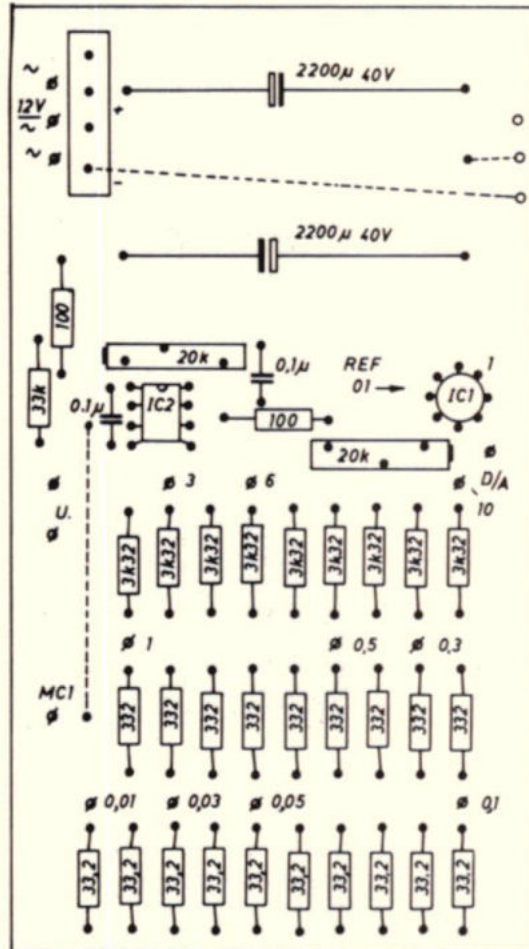 ~
2200µ 40V
12V
+
~
~
−
2200µ 40V
100
20k
0,1µ
REF
01
1
IC1
33k
0.1µ
IC2
100
20k
3
6
D/A
10
U.
3k32 3k32 3k32 3k32 3k32 3k32 3k32 3k32 3k32
1
0,5
0,3
MC1
332 332 332 332 332 332 332 332 332
0,01
0,03
0,05
0,1
33,2 33,2 33,2 33,2 33,2 33,2 33,2 33,2 33.2 33,2